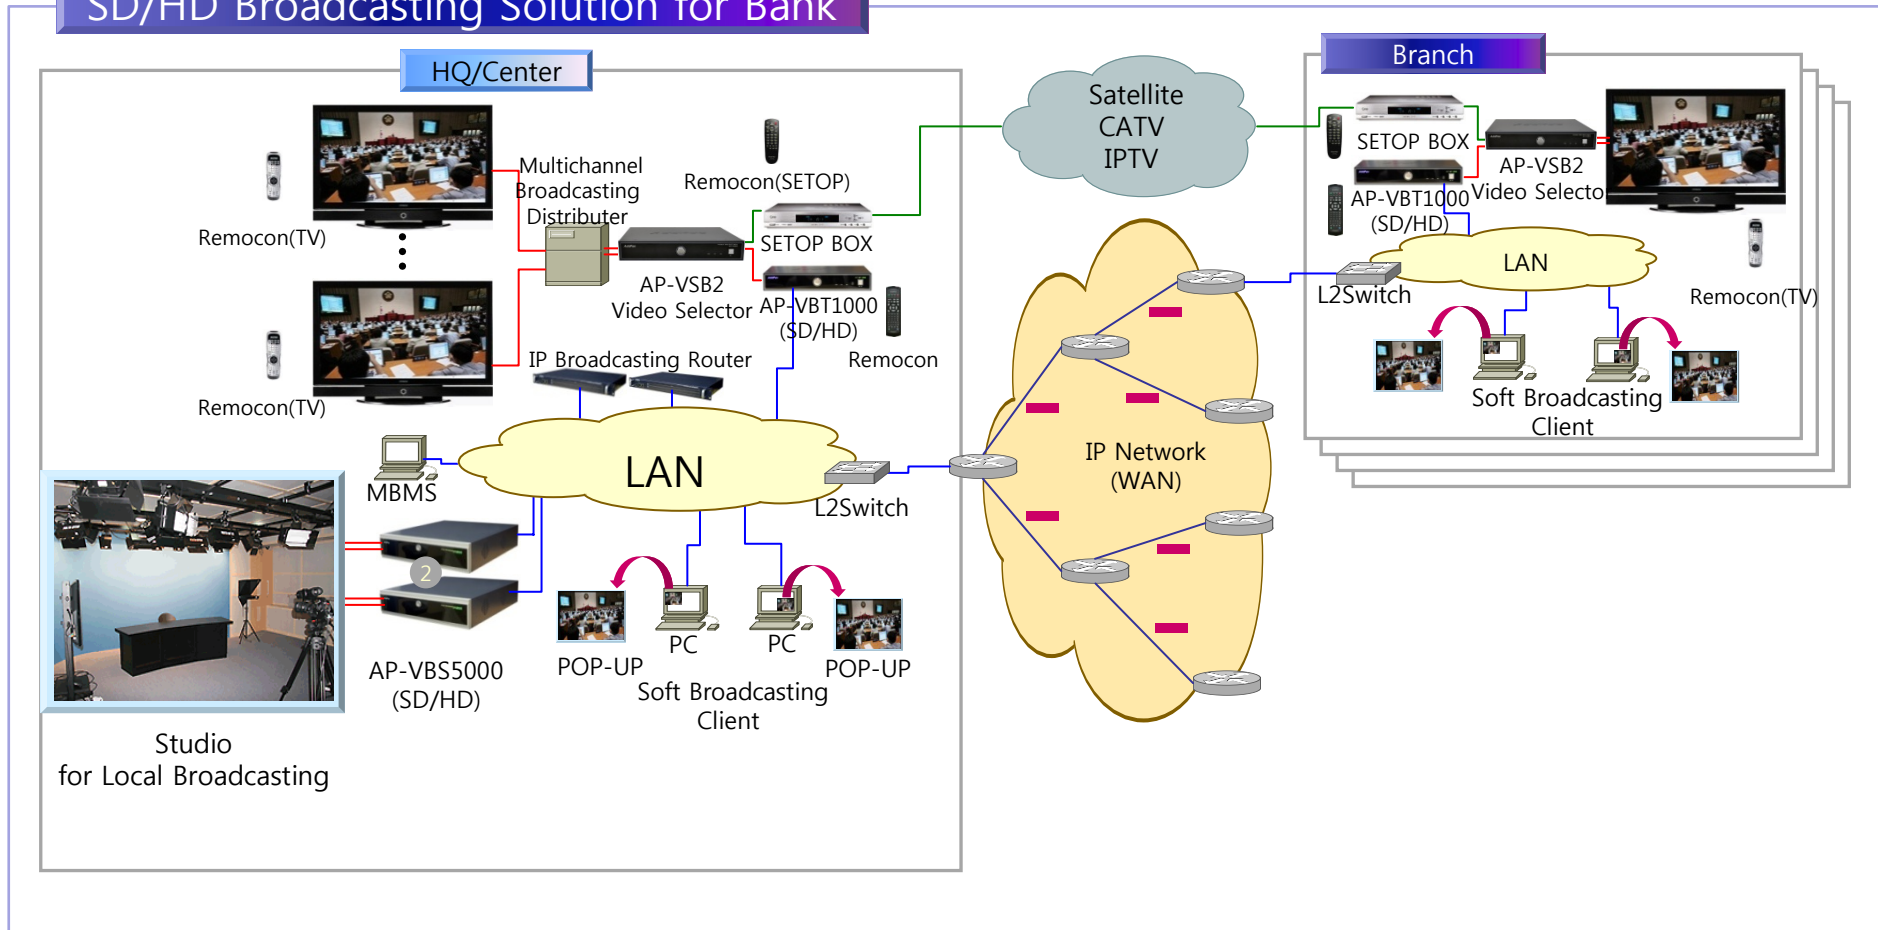 SD/HD Broadcasting Solution for Bank
HQ/Center
Remocon(TV)
Remocon(TV)
Multichannel
Broadcasting
Distributer
AP-VSB2
Video Selector
Remocon(SETOP)
SETOP BOX
AP-VBT1000
(SD/HD)
Remocon
IP Broadcasting Router
LAN
MBMS
L2Switch
2
AP-VBS5000
(SD/HD)
Studio
for Local Broadcasting
POP-UP
PC
PC
POP-UP
Soft Broadcasting
Client
Satellite
CATV
IPTV
IP Network
(WAN)
Branch
SETOP BOX
AP-VBT1000
(SD/HD)
AP-VSB2
Video Selector
LAN
L2Switch
Remocon(TV)
Soft Broadcasting
Client